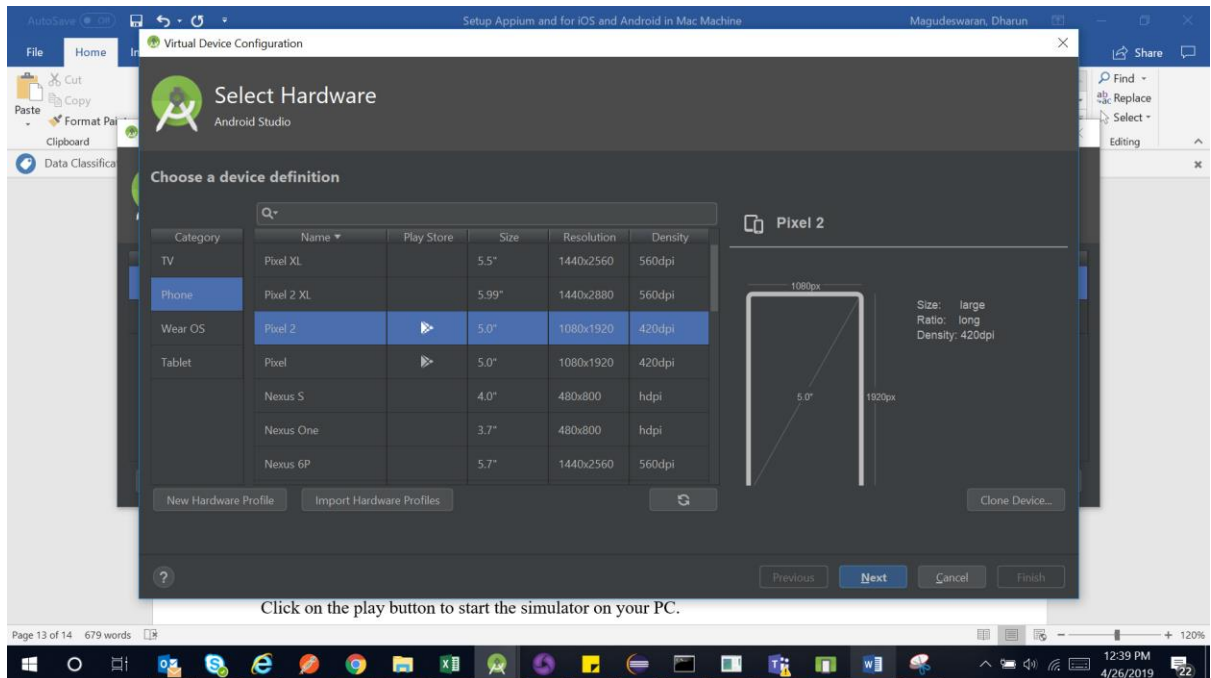 AutoSave Off Setup Appium and for iOS and Android in Mac Machine Magudeswaran, Dharun
File Home In Share
Virtual Device Configuration
Cut
Copy
Paste
Format Pai
Clipboard
Find
Replace
Select
Editing
Data Classifica
Select Hardware
Android Studio
Choose a device definition
Category Name Play Store Size Resolution Density
TV Pixel XL 5.5" 1440x2560 560dpi
Phone Pixel 2 XL 5.99" 1440x2880 560dpi
Wear OS Pixel 2 5.0" 1080x1920 420dpi
Tablet Pixel 5.0" 1080x1920 420dpi
Nexus S 4.0" 480x800 hdpi
Nexus One 3.7" 480x800 hdpi
Nexus 6P 5.7" 1440x2560 560dpi
Pixel 2
1080px
Size: large
Ratio: long
Density: 420dpi
5.0" 1920px
New Hardware Profile Import Hardware Profiles Clone Device...
? Previous Next Cancel Finish
Click on the play button to start the simulator on your PC.
Page 13 of 14 679 words 120%
12:39 PM
4/26/2019
22